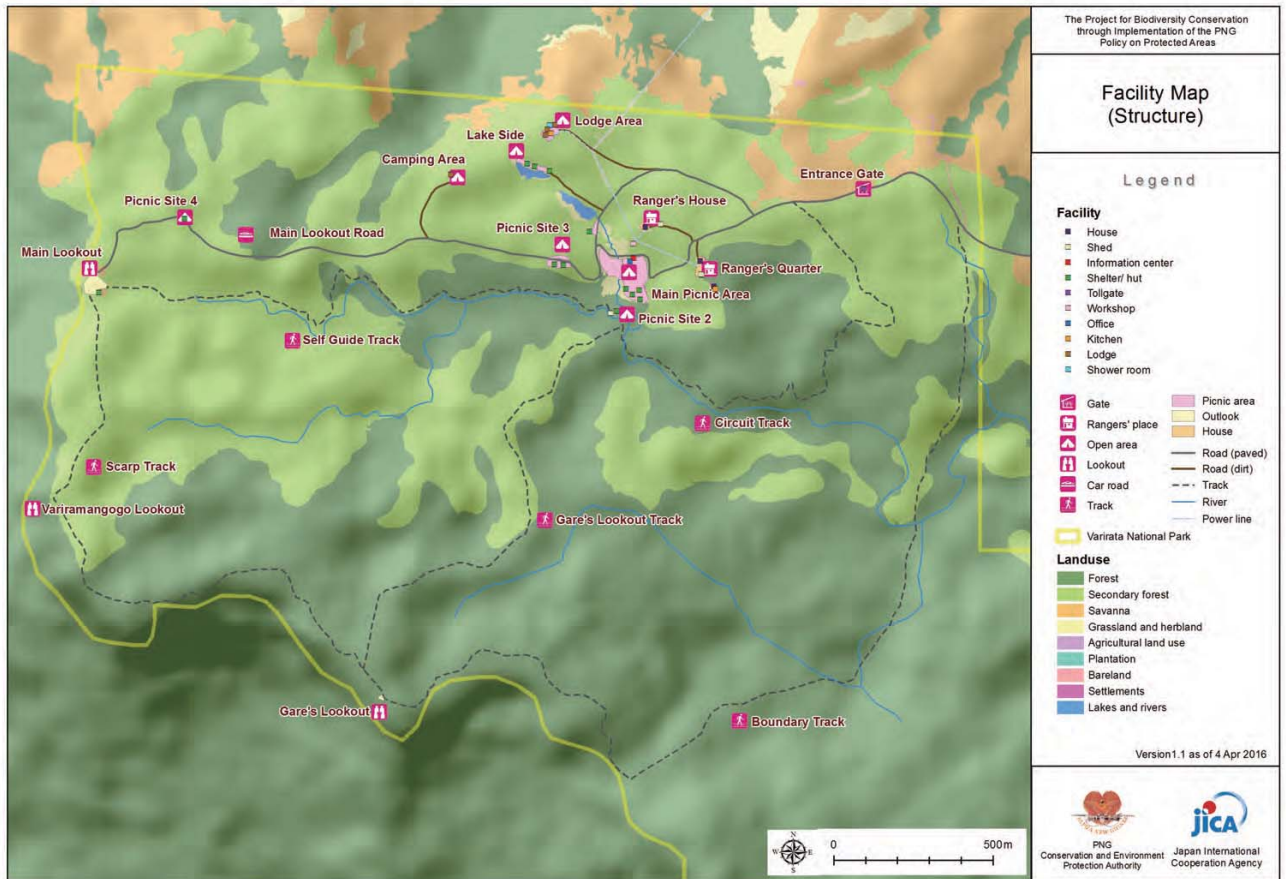 The Project for Biodiversity Conservation
through Implementation of the PNG
Policy on Protected Areas
Facility Map
(Structure)
Legend
Facility
House
Shed
Information center
Shelter/ hut
Tollgate
Workshop
Office
Kitchen
Lodge
Shower room
Gate
Rangers' place
Open area
Lookout
Car road
Track
Picnic area
Outlook
House
Road (paved)
Road (dirt)
Track
River
Power line
Varirata National Park
Landuse
Forest
Secondary forest
Savanna
Grassland and herbland
Agricultural land use
Plantation
Bareland
Settlements
Lakes and rivers
Version1.1 as of 4 Apr 2016
PNG
Conservation and Environment
Protection Authority
JICA
Japan International
Cooperation Agency
Lodge Area
Lake Side
Camping Area
Entrance Gate
Picnic Site 4
Ranger's House
Main Lookout Road
Picnic Site 3
Main Lookout
Ranger's Quarter
Main Picnic Area
Picnic Site 2
Self Guide Track
Circuit Track
Scarp Track
Variramangogo Lookout
Gare's Lookout Track
Gare's Lookout
Boundary Track
N
W E
S
0 500m